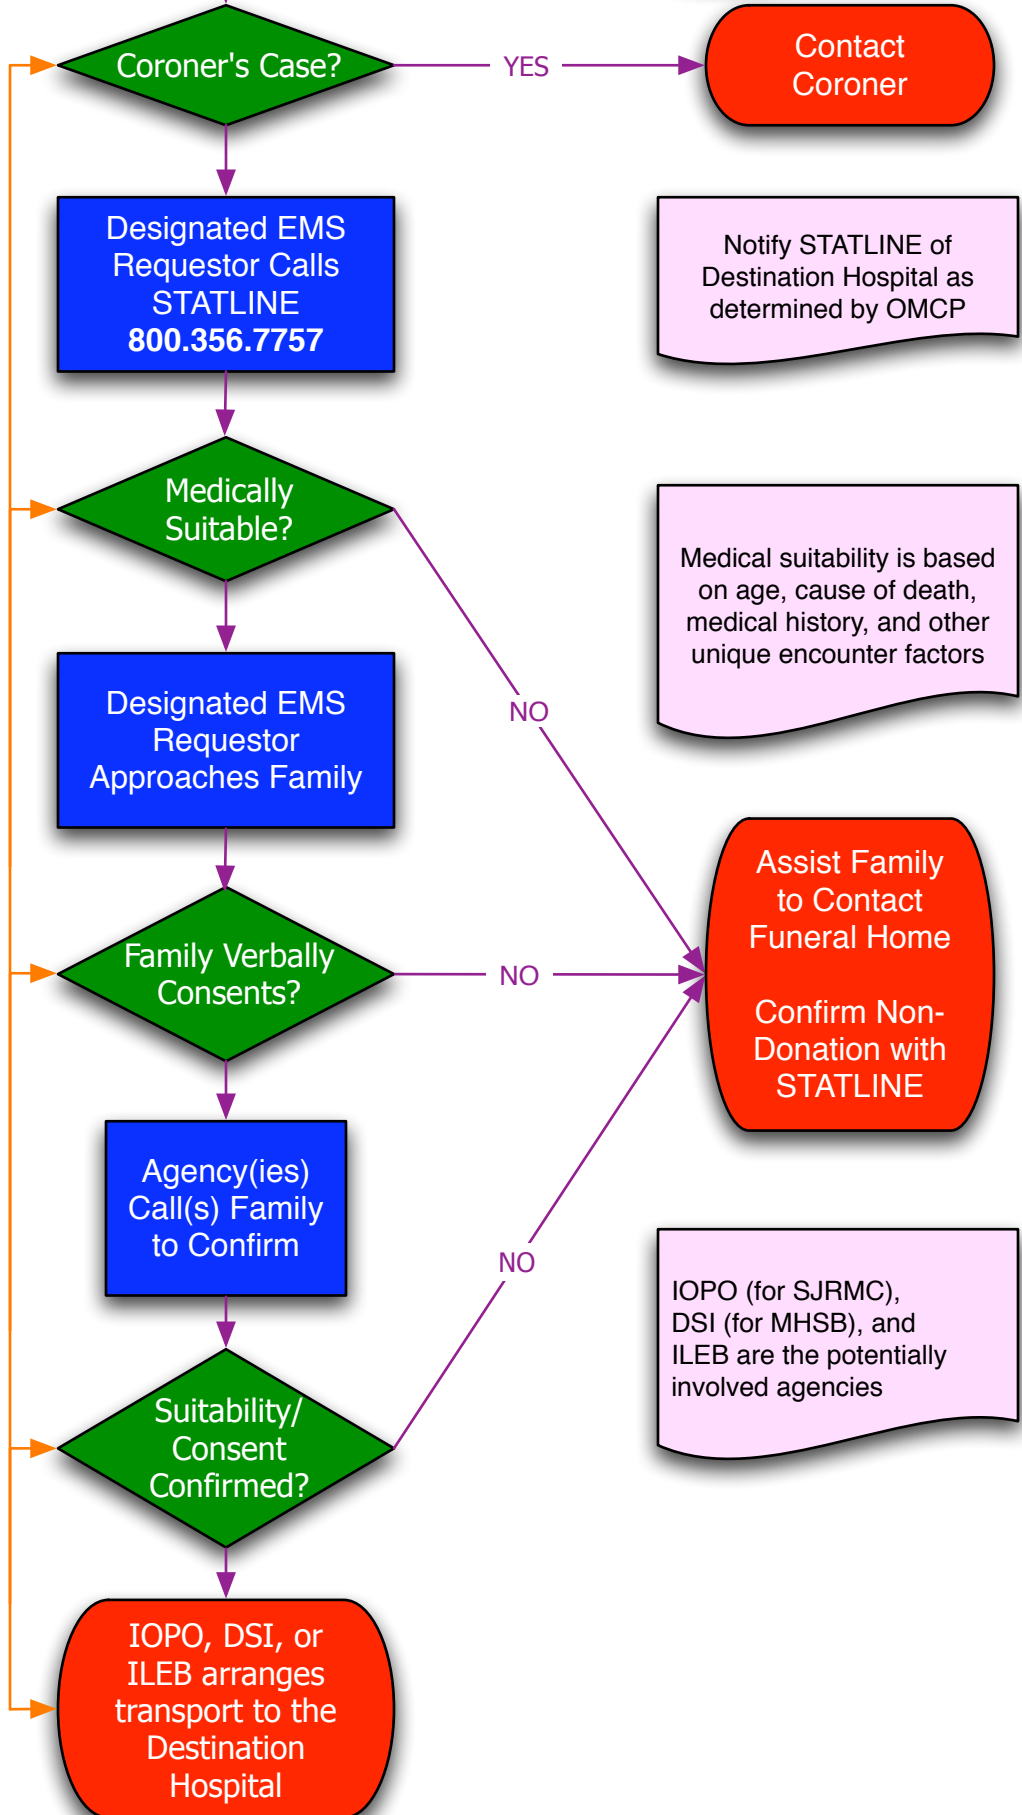 Coroner's Case?
YES
Contact
Coroner
Designated EMS
Requestor Calls
STATLINE
800.356.7757
Notify STATLINE of
Destination Hospital as
determined by OMCP
Medically
Suitable?
Medical suitability is based
on age, cause of death,
medical history, and other
unique encounter factors
Designated EMS
Requestor
Approaches Family
NO
Assist Family
to Contact
Funeral Home
Confirm Non-
Donation with
STATLINE
Family Verbally
Consents?
NO
Agency(ies)
Call(s) Family
to Confirm
NO
IOPO (for SJRMC),
DSI (for MHSB), and
ILEB are the potentially
involved agencies
Suitability/
Consent
Confirmed?
IOPO, DSI, or
ILEB arranges
transport to the
Destination
Hospital